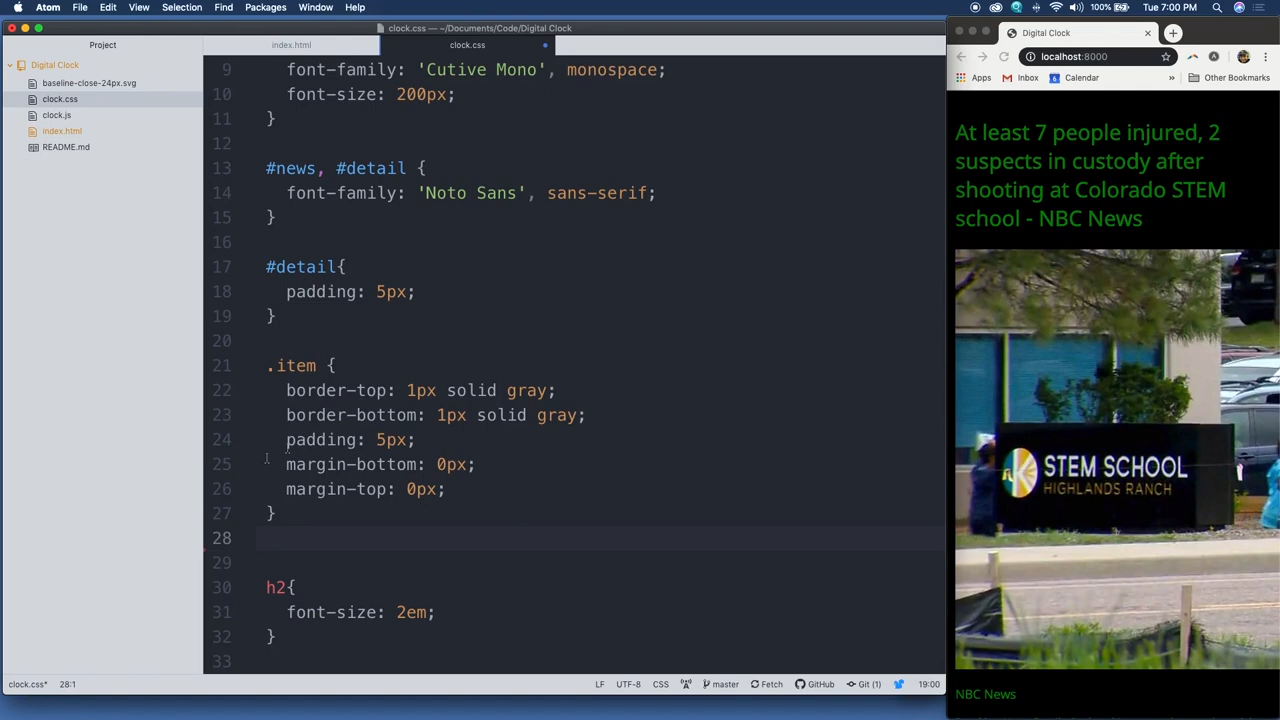 Atom File Edit View Selection Find Packages Window Help
100% Tue 7:00 PM
clock.css — ~/Documents/Code/Digital Clock
Project
index.html
clock.css
Digital Clock
baseline-close-24px.svg
clock.css
clock.js
index.html
README.md
9 font-family: 'Cutive Mono', monospace;
10 font-size: 200px;
11 }
12
13 #news, #detail {
14 font-family: 'Noto Sans', sans-serif;
15 }
16
17 #detail{
18 padding: 5px;
19 }
20
21 .item {
22 border-top: 1px solid gray;
23 border-bottom: 1px solid gray;
24 padding: 5px;
25 margin-bottom: 0px;
26 margin-top: 0px;
27 }
28
29
30 h2{
31 font-size: 2em;
32 }
33
clock.css* 28:1
LF UTF-8 CSS master Fetch GitHub Git (1) 19:00
Digital Clock
localhost:8000
Apps Inbox Calendar » Other Bookmarks
At least 7 people injured, 2
suspects in custody after
shooting at Colorado STEM
school - NBC News
STEM SCHOOL
HIGHLANDS RANCH
NBC News